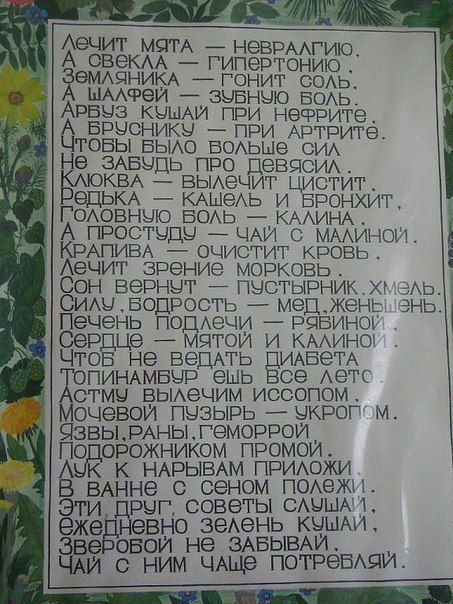 Лечит мята — невралгию,
А свекла — гипертонию,
Земляника — гонит соль,
А шалфей — зубную боль.
Арбуз кушай при нефрите,
А бруснику — при артрите.
Чтобы было больше сил
Не забудь про девясил.
Клюква — вылечит цистит,
Редька — кашель и бронхит,
Головную боль — калина,
А простуду — чай с малиной.
Крапива — очистит кровь,
Лечит зрение морковь.
Сон вернут — пустырник, хмель.
Силу, бодрость — мед, женьшень.
Печень подлечи — рябиной,
Сердце — мятой и калиной.
Чтоб не ведать диабета
Топинамбур ешь все лето.
Астму вылечим иссопом,
Мочевой пузырь — укропом.
Язвы, раны, геморрой
Подорожником промой.
Лук к нарывам приложи,
В ванне с сеном полежи.
Эти друг, советы слушай,
Ежедневно зелень кушай,
Зверобой не забывай,
Чай с ним чаще потребляй.